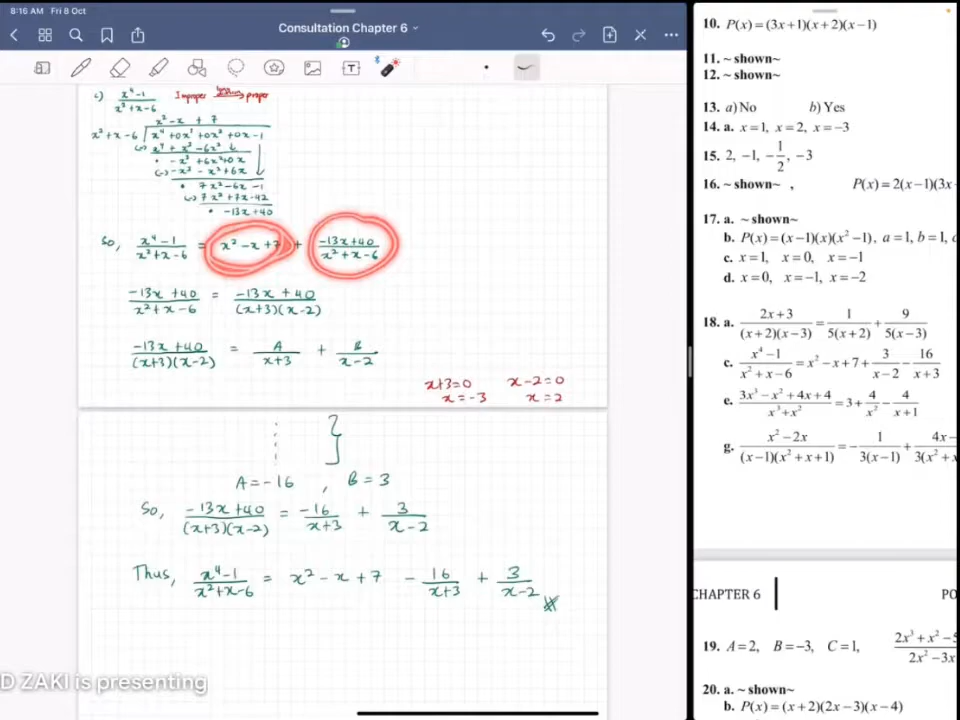 8:16 AM Fri 8 Oct
Consultation Chapter 6
c) x⁴-1 / x²+x-6 Improper → proper
x² - x + 7
x²+x-6 | x⁴+0x³+0x²+0x-1
(-) x⁴ + x³ -6x²
-x³ +6x²+0x
(-) -x³ - x² +6x
7x²-6x -1
(-) 7x²+7x-42
-13x+40
So, x⁴-1 / x²+x-6 = x² - x + 7 + -13x+40 / x²+x-6
-13x+40 / x²+x-6 = -13x+40 / (x+3)(x-2)
-13x+40 / (x+3)(x-2) = A / x+3 + B / x-2
x+3=0 x-2=0
x=-3 x=2
A=-16 , B=3
So, -13x+40 / (x+3)(x-2) = -16 / x+3 + 3 / x-2
Thus, x⁴-1 / x²+x-6 = x² - x + 7 - 16 / x+3 + 3 / x-2
D ZAKI is presenting
10. P(x)=(3x+1)(x+2)(x-1)
11. ~ shown~
12. ~ shown~
13. a) No b) Yes
14. a. x=1, x=2, x=-3
15. 2, -1, -1/2, -3
16. ~ shown~ , P(x)=2(x-1)(3x
17. a. ~ shown~
b. P(x)=(x-1)(x)(x²-1), a=1, b=1,
c. x=1, x=0, x=-1
d. x=0, x=-1, x=-2
18. a. 2x+3 / (x+2)(x-3) = 1 / 5(x+2) + 9 / 5(x-3)
c. x⁴-1 / x²+x-6 = x²-x+7+ 3 / x-2 - 16 / x+3
e. 3x³-x²+4x+4 / x³+x² = 3+ 4 / x² - 4 / x+1
g. x²-2x / (x-1)(x²+x+1) = - 1 / 3(x-1) + 4x- / 3(x²+
CHAPTER 6 PO
19. A=2, B=-3, C=1, 2x³+x²-5 / 2x²-3x
20. a. ~ shown~
b. P(x)=(x+2)(2x-3)(x-4)